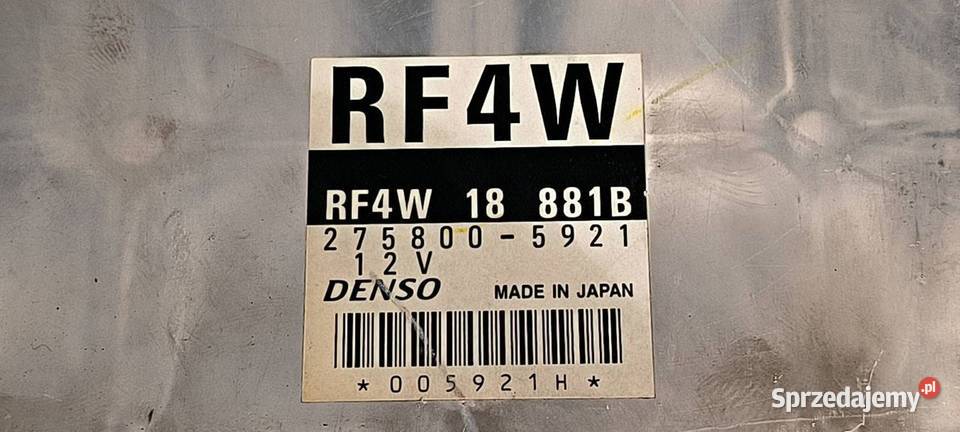 RF4W
RF4W 18 881B
275800-5921
12V
DENSO MADE IN JAPAN
*005921H*
Sprzedajemy.pl